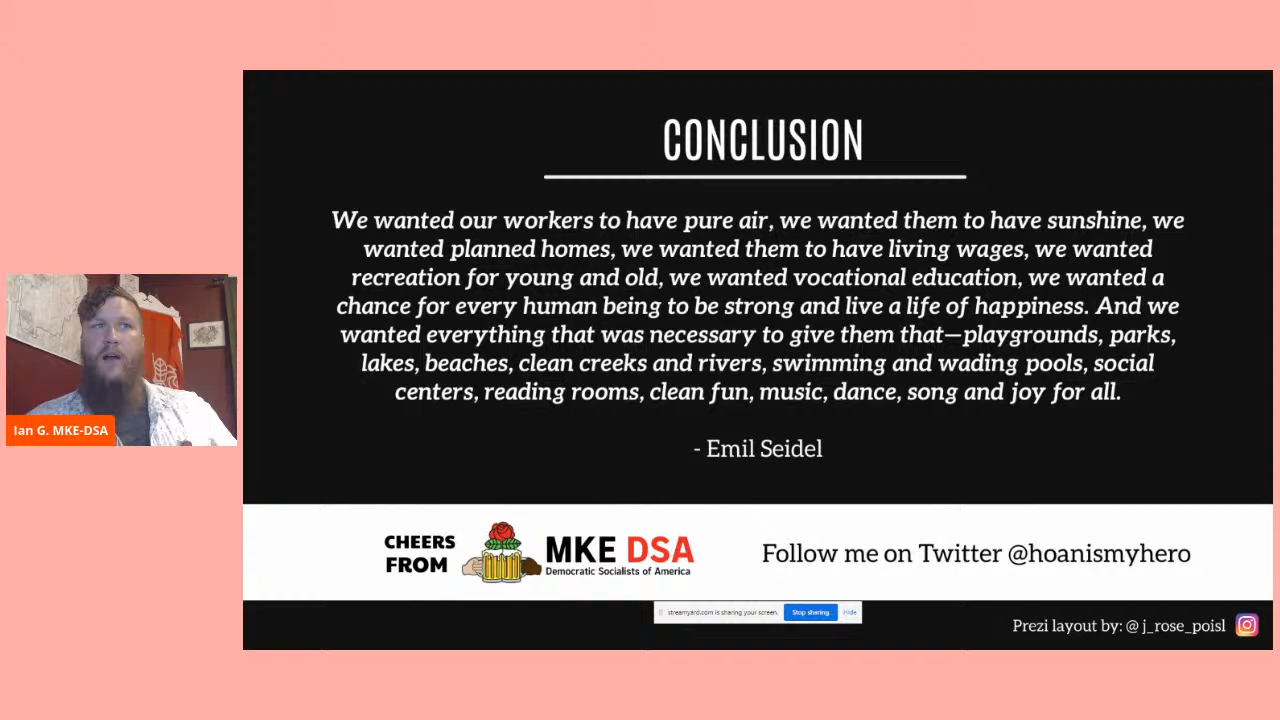 CONCLUSION
We wanted our workers to have pure air, we wanted them to have sunshine, we
wanted planned homes, we wanted them to have living wages, we wanted
recreation for young and old, we wanted vocational education, we wanted a
chance for every human being to be strong and live a life of happiness. And we
wanted everything that was necessary to give them that—playgrounds, parks,
lakes, beaches, clean creeks and rivers, swimming and wading pools, social
centers, reading rooms, clean fun, music, dance, song and joy for all.
- Emil Seidel
Ian G. MKE-DSA
CHEERS
FROM
MKE DSA
Democratic Socialists of America
Follow me on Twitter @hoanismyhero
streamyard.com is sharing your screen. Stop sharing Hide
Prezi layout by: @ j_rose_poisl